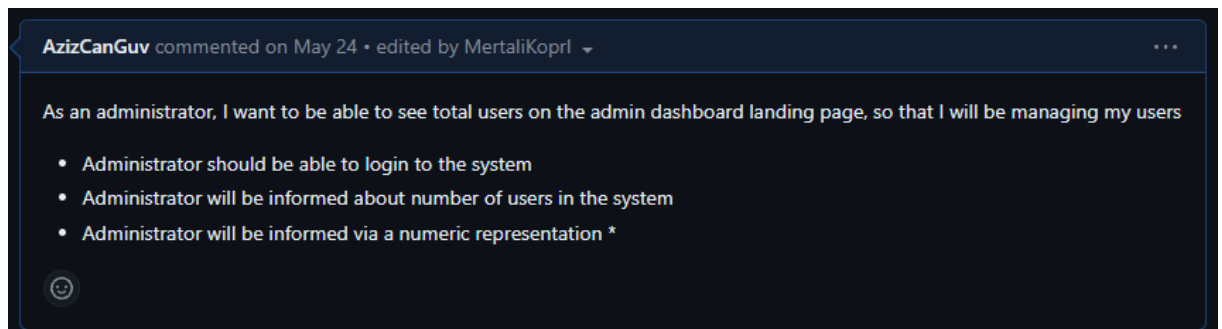 AzizCanGuv commented on May 24 • edited by MertaliKoprl
As an administrator, I want to be able to see total users on the admin dashboard landing page, so that I will be managing my users
• Administrator should be able to login to the system
• Administrator will be informed about number of users in the system
• Administrator will be informed via a numeric representation *